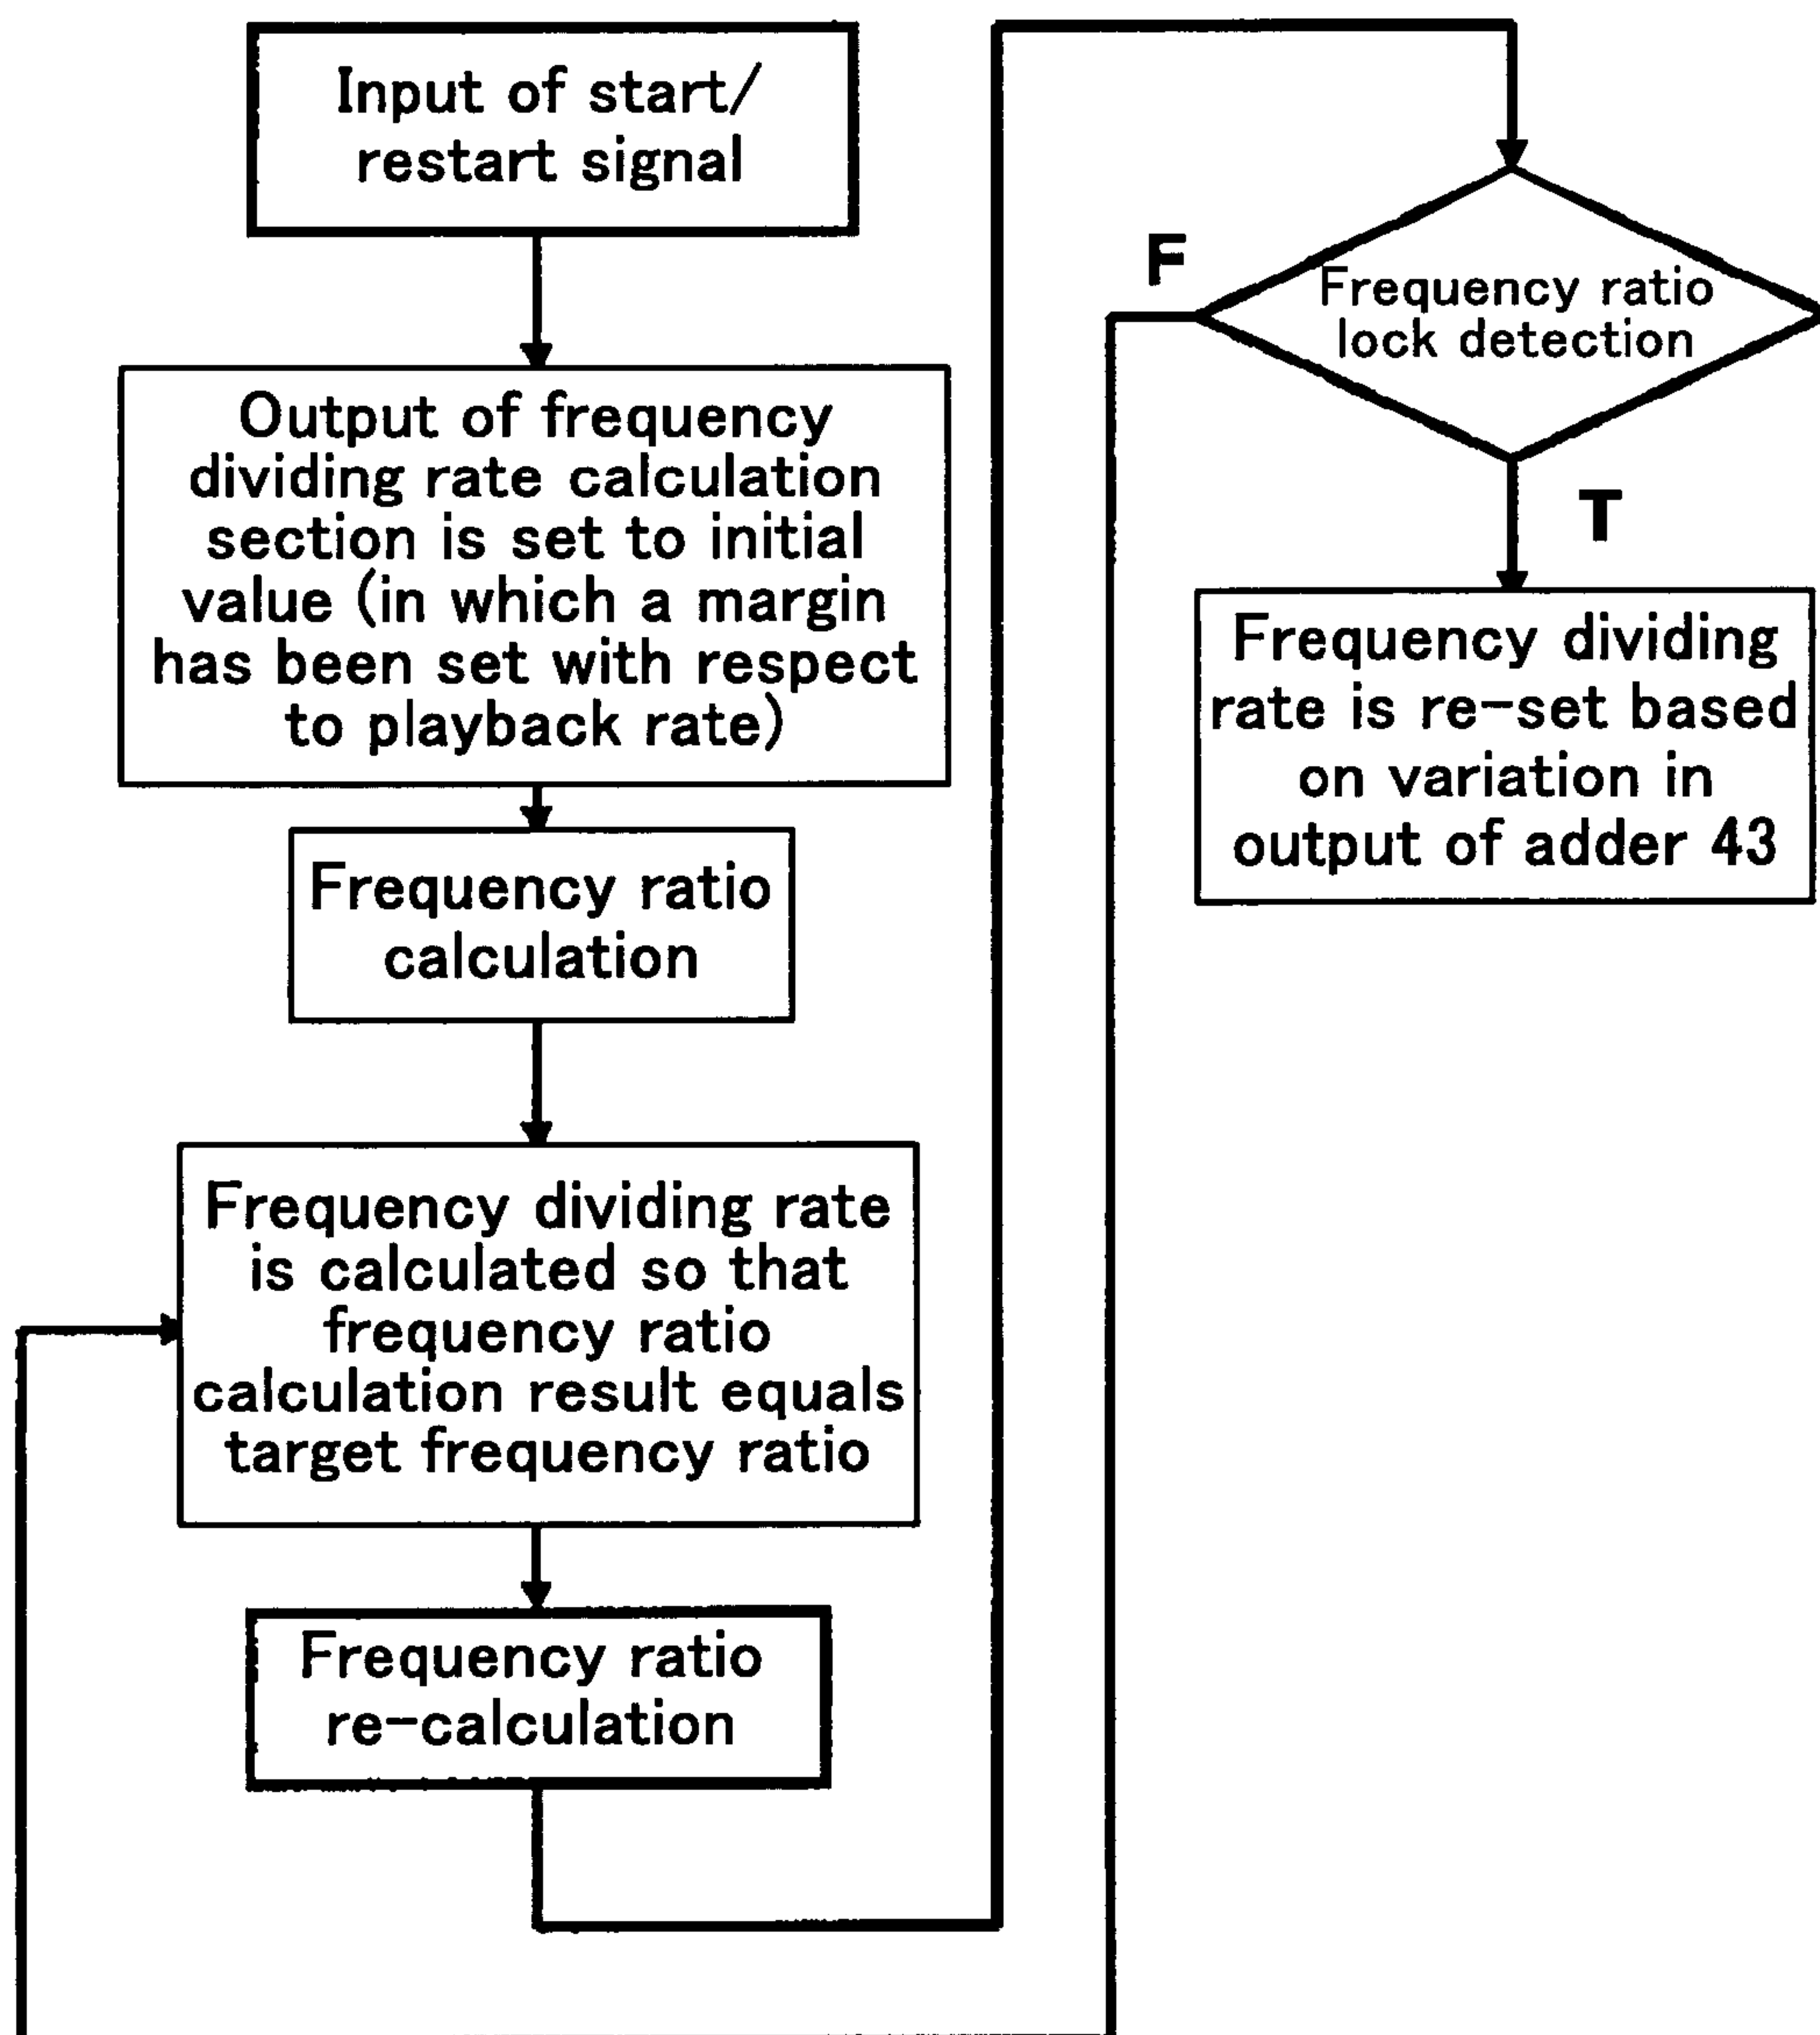 Input of start/
restart signal
Output of frequency
dividing rate calculation
section is set to initial
value (in which a margin
has been set with respect
to playback rate)
Frequency ratio
calculation
Frequency dividing rate
is calculated so that
frequency ratio
calculation result equals
target frequency ratio
Frequency ratio
re-calculation
Frequency ratio
lock detection
F
T
Frequency dividing
rate is re-set based
on variation in
output of adder 43